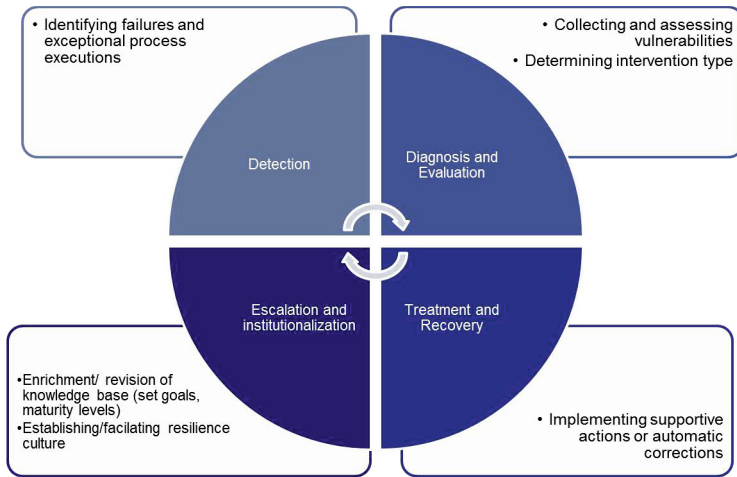 • Identifying failures and
exceptional process
executions
• Collecting and assessing
vulnerabilities
• Determining intervention type
Detection
Diagnosis and
Evaluation
Escalation and
institutionalization
Treatment and
Recovery
•Enrichment/ revision of
knowledge base (set goals,
maturity levels)
•Establishing/facilating resilience
culture
• Implementing supportive
actions or automatic
corrections